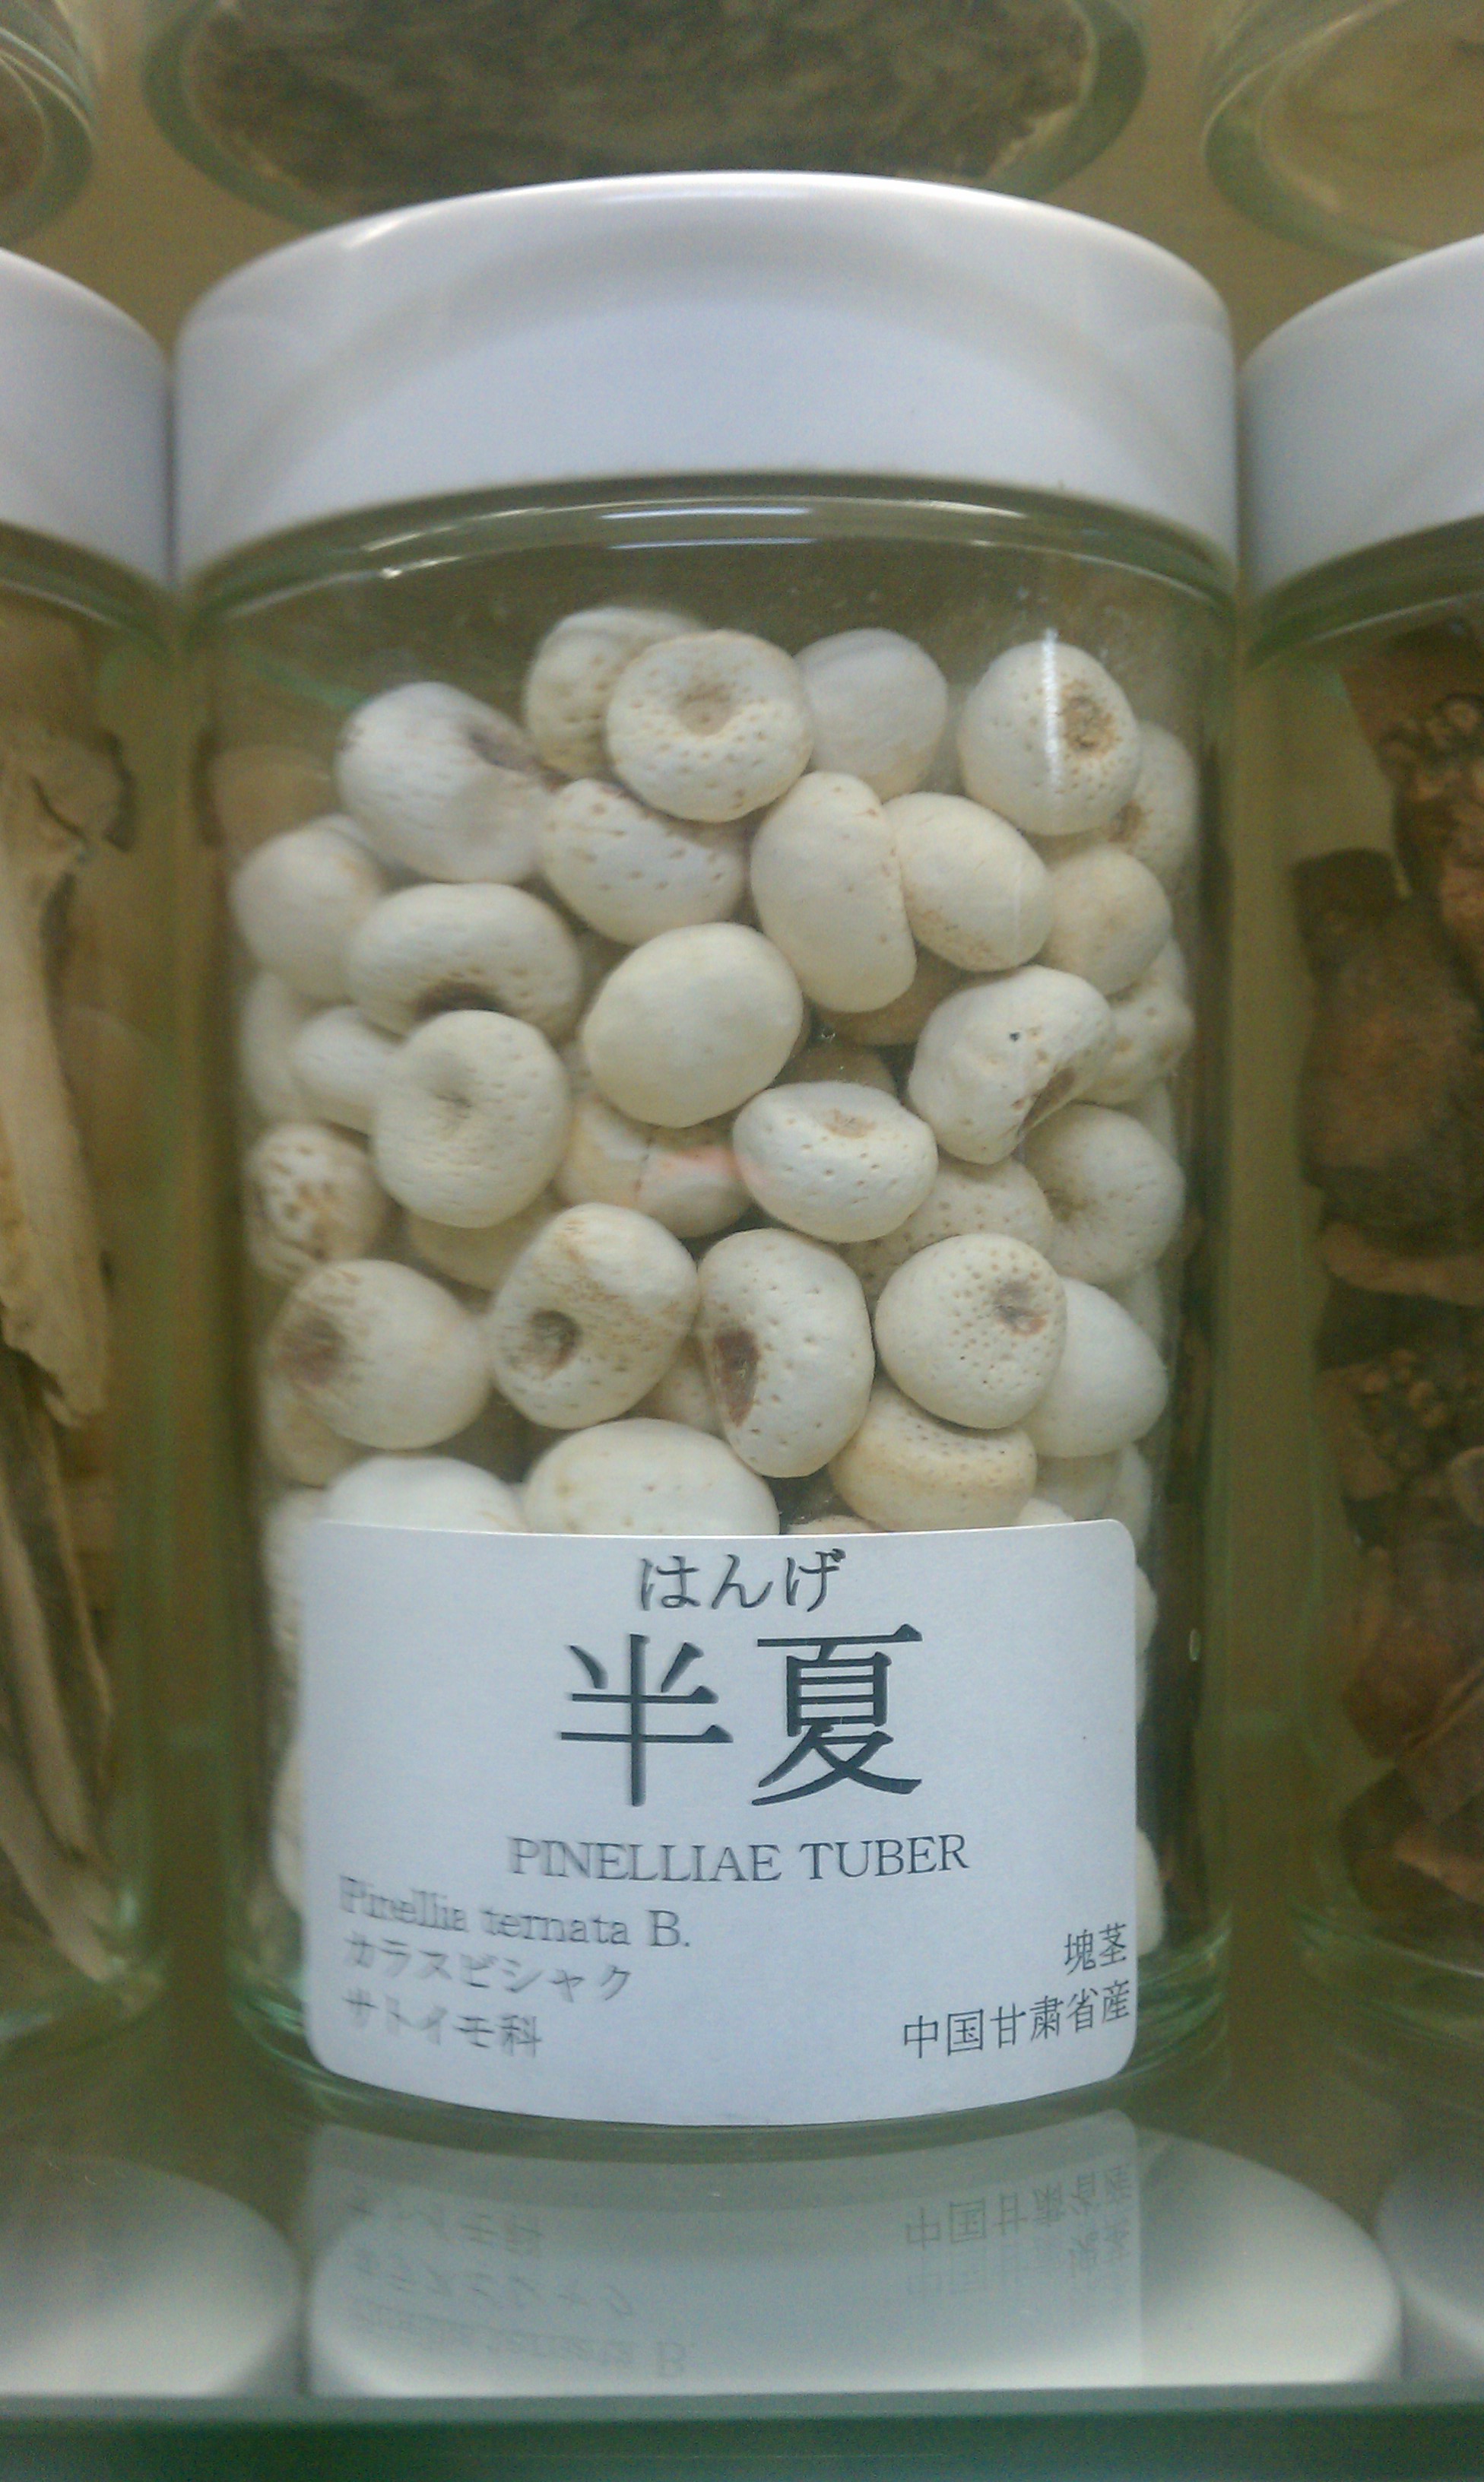 はんげ
半夏
PINELLIAE TUBER
Pinellia ternata B.
カラスビシャク
サトイモ科
塊茎
中国甘粛省産